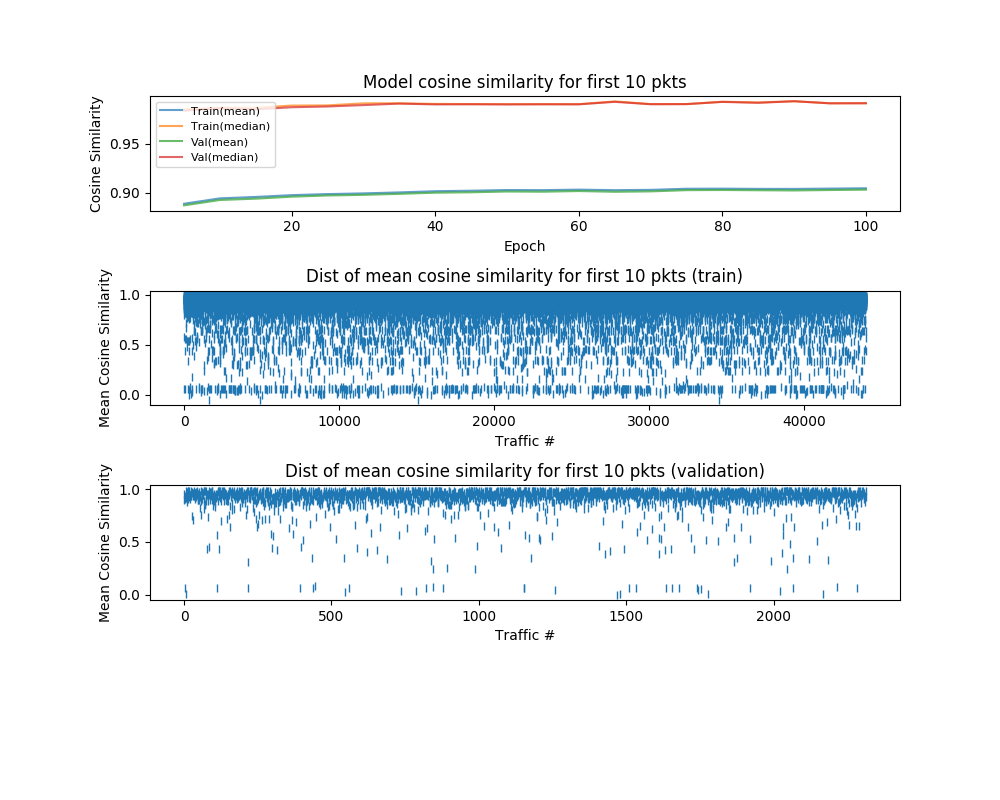 Model cosine similarity for first 10 pkts
Cosine Similarity
0.95
0.90
Train(mean)
Train(median)
Val(mean)
Val(median)
20 40 60 80 100
Epoch
Dist of mean cosine similarity for first 10 pkts (train)
Mean Cosine Similarity
1.0
0.5
0.0
0 10000 20000 30000 40000
Traffic #
Dist of mean cosine similarity for first 10 pkts (validation)
Mean Cosine Similarity
1.0
0.5
0.0
0 500 1000 1500 2000
Traffic #